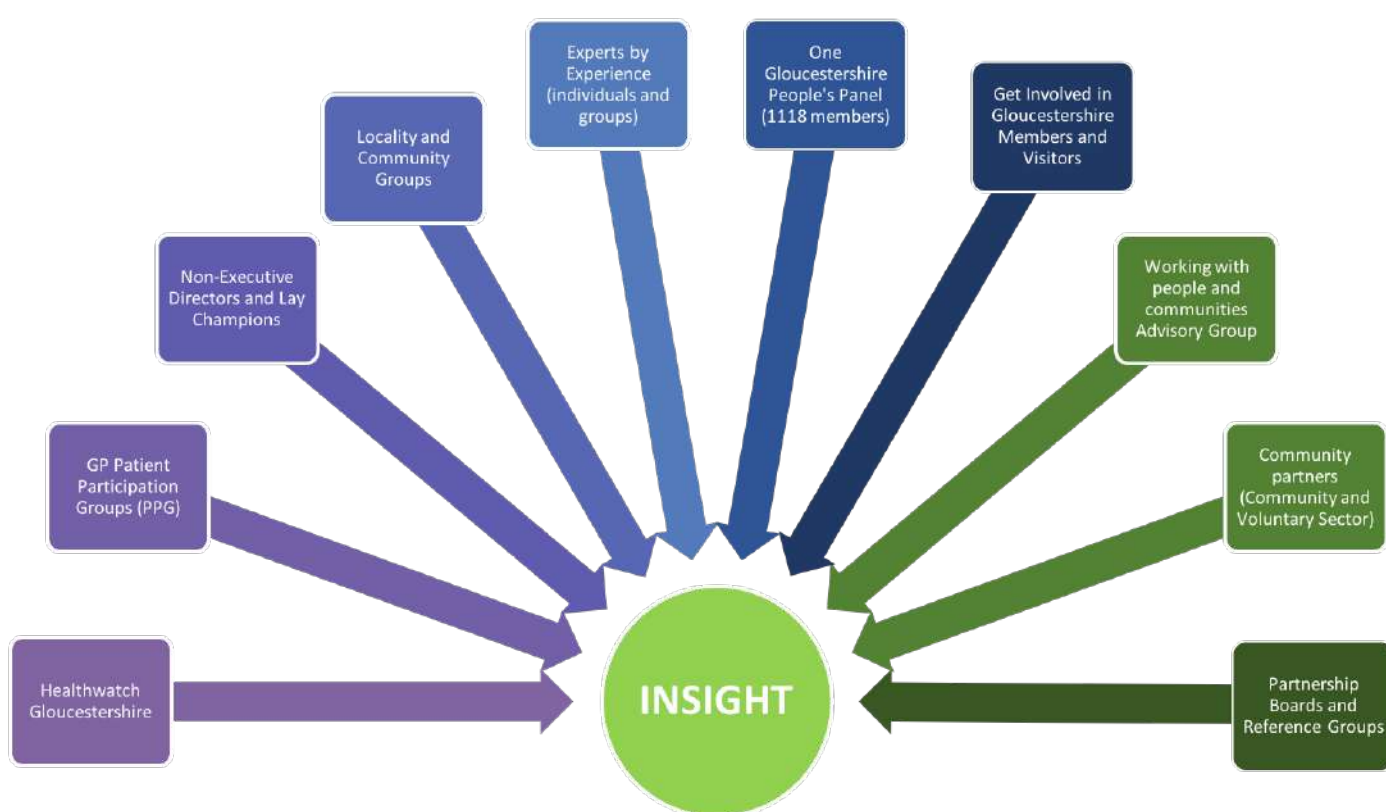 Healthwatch
Gloucestershire
GP Patient
Participation
Groups (PPG)
Non-Executive
Directors and Lay
Champions
Locality and
Community
Groups
Experts by
Experience
(individuals and
groups)
One
Gloucestershire
People's Panel
(1118 members)
Get Involved in
Gloucestershire
Members and
Visitors
Working with
people and
communities
Advisory Group
Community
partners
(Community and
Voluntary Sector)
Partnership
Boards and
Reference Groups
INSIGHT